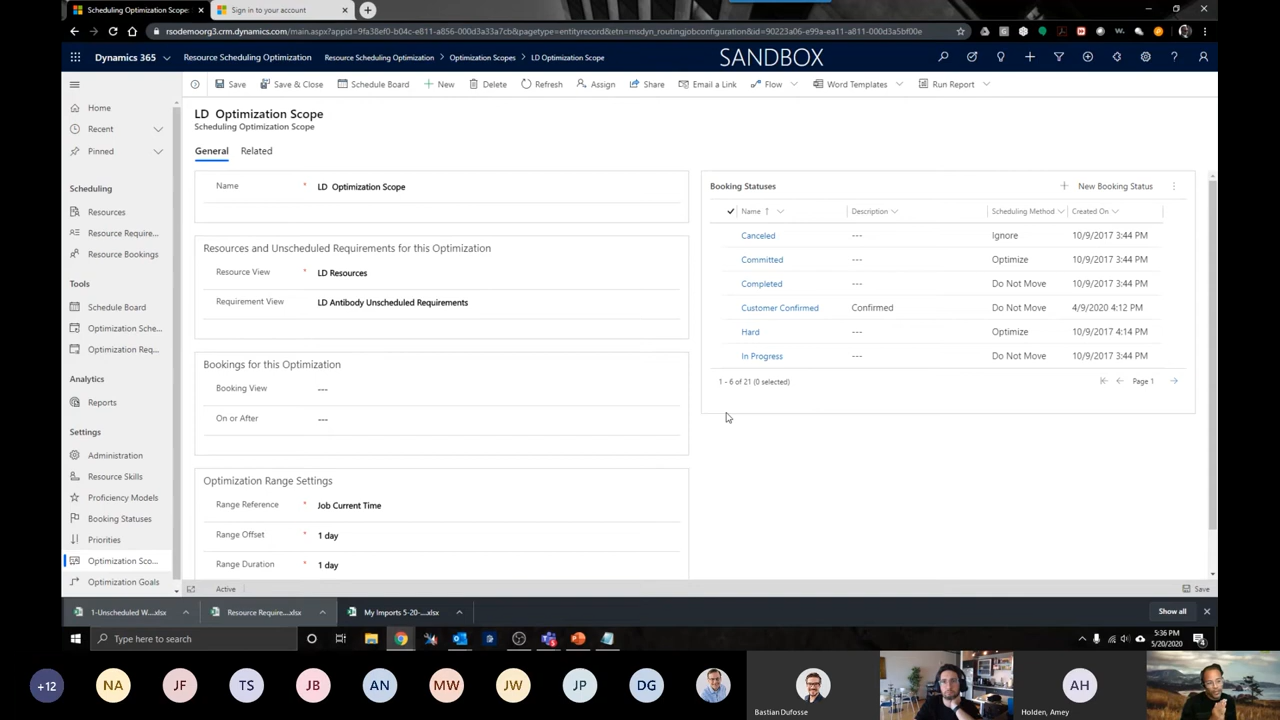 Scheduling Optimization Scope:
Sign in to your account
rsodemoorg3.crm.dynamics.com/main.aspx?appid=9fa38ef0-b04c-e811-a856-000d3a33a7cb&pagetype=entityrecord&etn=msdyn_routingjobconfiguration&id=90223a06-e99a-ea11-a811-000d3a5bf00e
Dynamics 365
Resource Scheduling Optimization
Resource Scheduling Optimization > Optimization Scopes > LD Optimization Scope
SANDBOX
Save
Save & Close
Schedule Board
New
Delete
Refresh
Assign
Share
Email a Link
Flow
Word Templates
Run Report
Home
Recent
Pinned
Scheduling
Resources
Resource Require...
Resource Bookings
Tools
Schedule Board
Optimization Sche...
Optimization Req...
Analytics
Reports
Settings
Administration
Resource Skills
Proficiency Models
Booking Statuses
Priorities
Optimization Sco...
Optimization Goals
LD Optimization Scope
Scheduling Optimization Scope
General Related
Name * LD Optimization Scope
Resources and Unscheduled Requirements for this Optimization
Resource View * LD Resources
Requirement View LD Antibody Unscheduled Requirements
Bookings for this Optimization
Booking View ---
On or After ---
Optimization Range Settings
Range Reference * Job Current Time
Range Offset * 1 day
Range Duration * 1 day
Booking Statuses
New Booking Status
Name Description Scheduling Method Created On
Canceled --- Ignore 10/9/2017 3:44 PM
Committed --- Optimize 10/9/2017 3:44 PM
Completed --- Do Not Move 10/9/2017 3:44 PM
Customer Confirmed Confirmed Do Not Move 4/9/2020 4:12 PM
Hard --- Optimize 10/9/2017 4:14 PM
In Progress --- Do Not Move 10/9/2017 3:44 PM
1 - 6 of 21 (0 selected)
Page 1
Active
Save
1-Unscheduled W....xlsx
Resource Require....xlsx
My Imports 5-20-....xlsx
Show all
Type here to search
5:36 PM
5/20/2020
+12
NA
JF
TS
JB
AN
MW
JW
JP
DG
AH
Bastian Dufosse
Holden, Amey